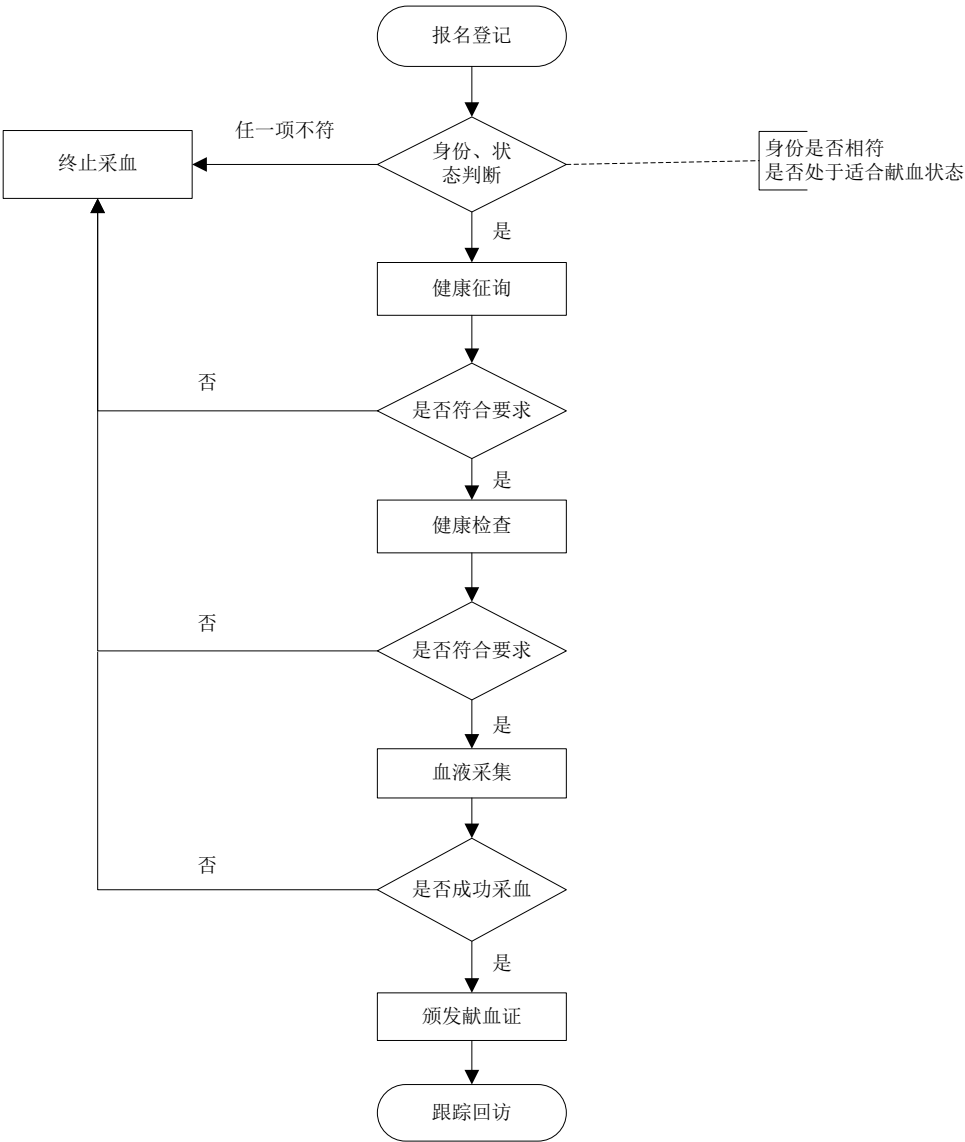 报名登记
任一项不符
终止采血
身份、状
态判断
身份是否相符
是否处于适合献血状态
是
健康征询
否
是否符合要求
是
健康检查
否
是否符合要求
是
血液采集
否
是否成功采血
是
颁发献血证
跟踪回访